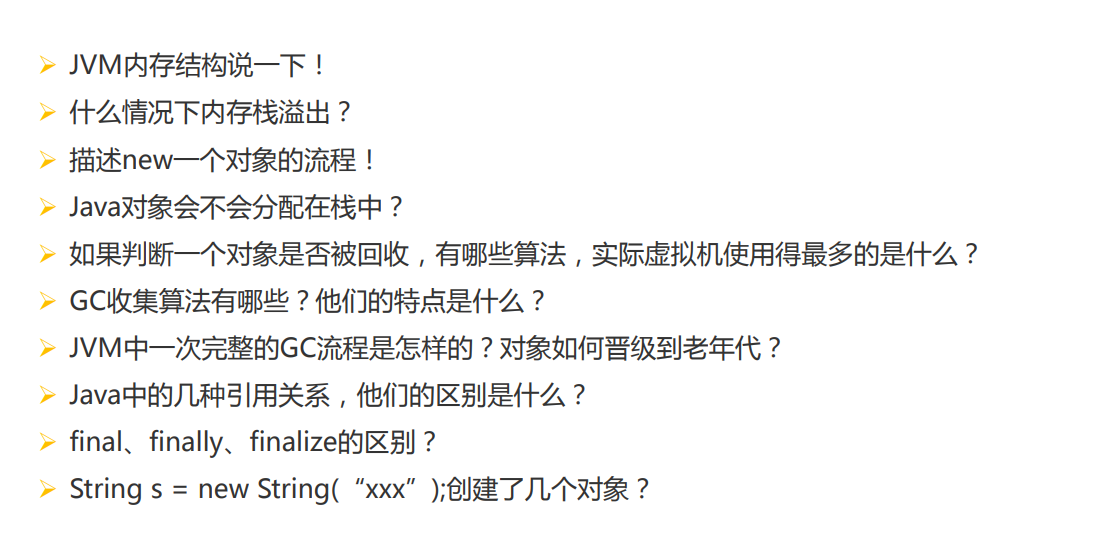 JVM内存结构说一下！
什么情况下内存栈溢出？
描述new一个对象的流程！
Java对象会不会分配在栈中？
如果判断一个对象是否被回收，有哪些算法，实际虚拟机使用得最多的是什么？
GC收集算法有哪些？他们的特点是什么？
JVM中一次完整的GC流程是怎样的？对象如何晋级到老年代？
Java中的几种引用关系，他们的区别是什么？
final、finally、finalize的区别？
String s = new String(“xxx”);创建了几个对象？